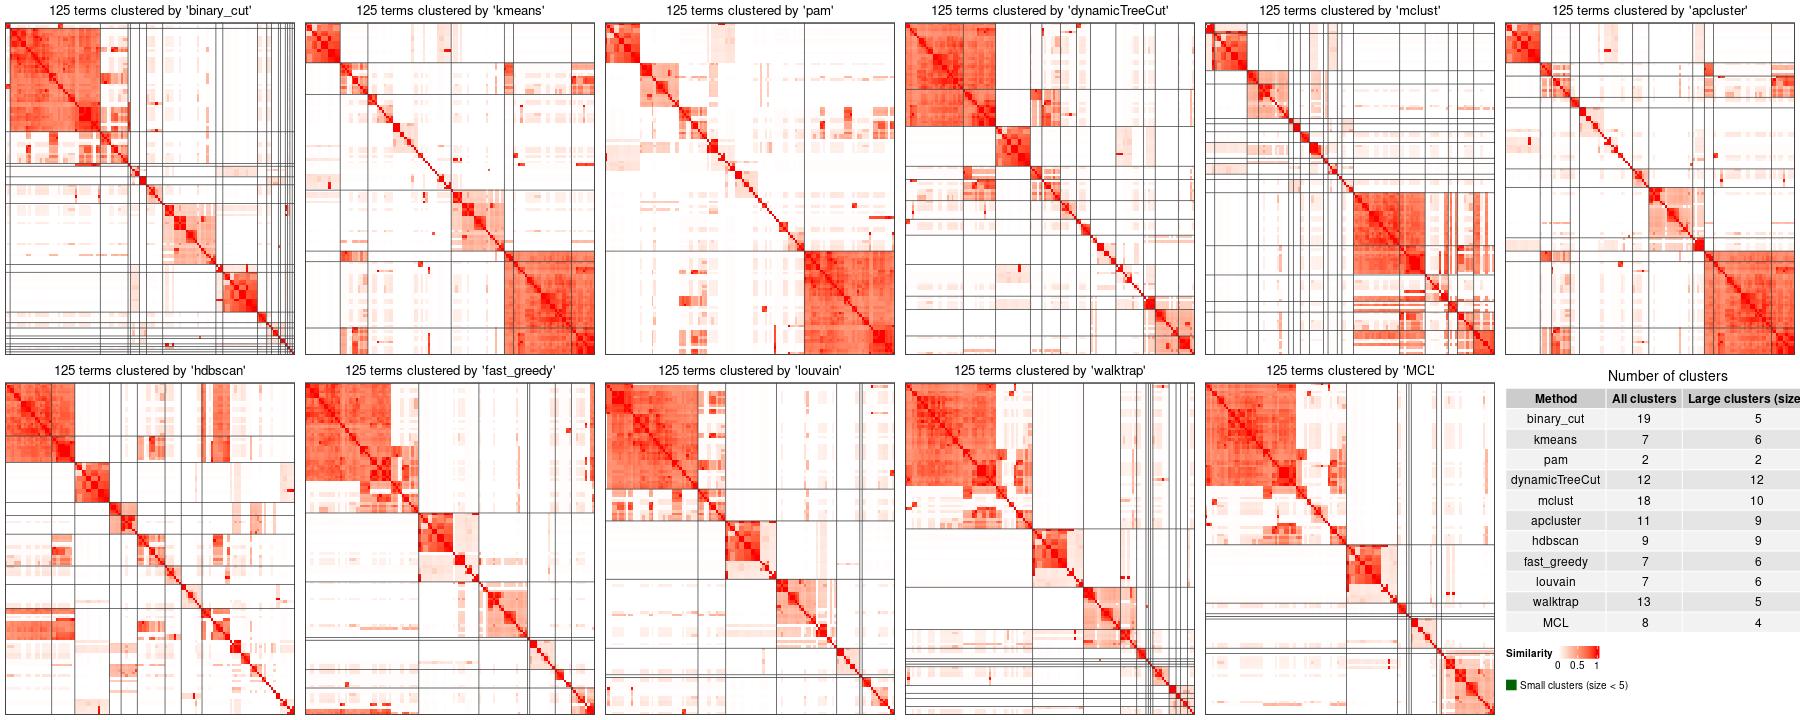 125 terms clustered by 'binary_cut'
125 terms clustered by 'kmeans'
125 terms clustered by 'pam'
125 terms clustered by 'dynamicTreeCut'
125 terms clustered by 'mclust'
125 terms clustered by 'apcluster'
125 terms clustered by 'hdbscan'
125 terms clustered by 'fast_greedy'
125 terms clustered by 'louvain'
125 terms clustered by 'walktrap'
125 terms clustered by 'MCL'
Number of clusters
Method All clusters Large clusters (size
binary_cut 19 5
kmeans 7 6
pam 2 2
dynamicTreeCut 12 12
mclust 18 10
apcluster 11 9
hdbscan 9 9
fast_greedy 7 6
louvain 7 6
walktrap 13 5
MCL 8 4
Similarity
0 0.5 1
Small clusters (size < 5)